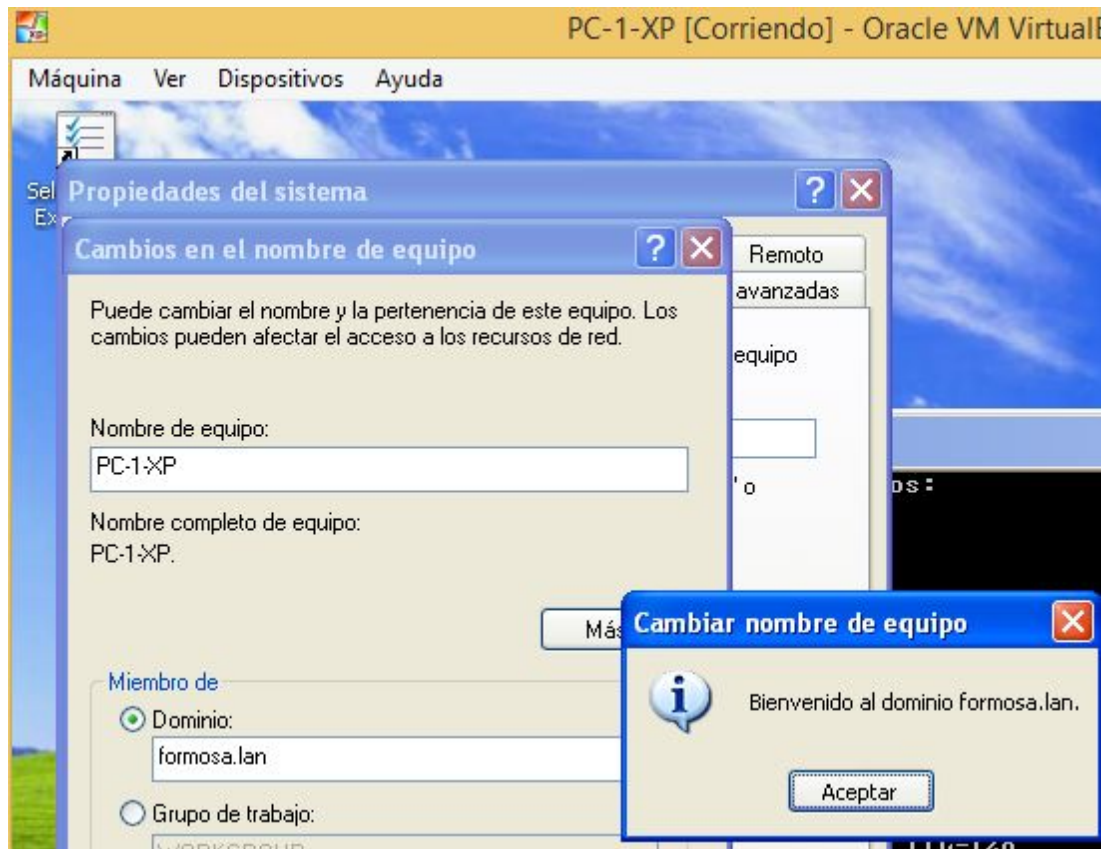 PC-1-XP [Corriendo] - Oracle VM
Máquina Ver Dispositivos Ayuda
Propiedades del sistema
Cambios en el nombre de equipo
Remoto
avanzadas
Puede cambiar el nombre y la pertenencia de este equipo. Los
cambios pueden afectar el acceso a los recursos de red.
equipo
Nombre de equipo:
PC-1-XP
'o
Nombre completo de equipo:
PC-1-XP.
Cambiar nombre de equipo
Bienvenido al dominio formosa.lan.
Aceptar
Miembro de
Dominio:
formosa.lan
Grupo de trabajo:
WORKGROUP